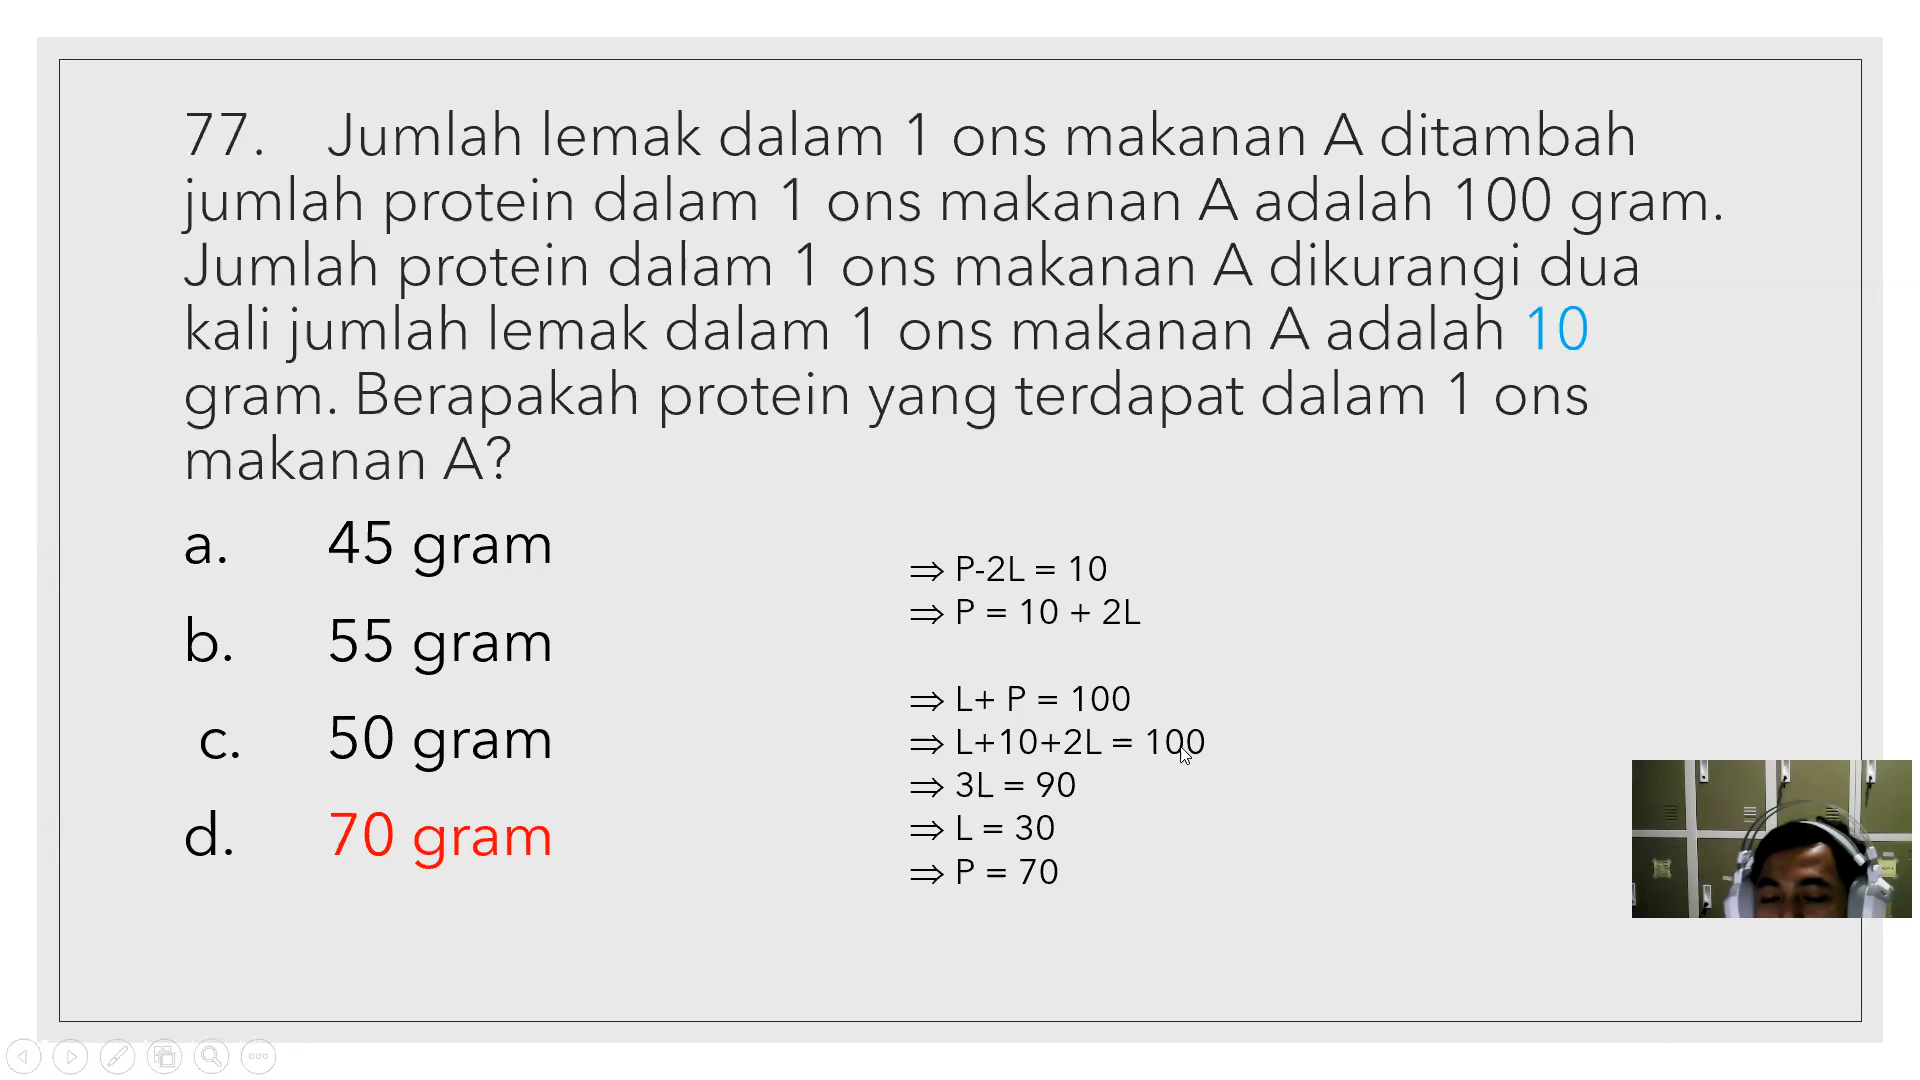 77. Jumlah lemak dalam 1 ons makanan A ditambah
jumlah protein dalam 1 ons makanan A adalah 100 gram.
Jumlah protein dalam 1 ons makanan A dikurangi dua
kali jumlah lemak dalam 1 ons makanan A adalah 10
gram. Berapakah protein yang terdapat dalam 1 ons
makanan A?
a. 45 gram
b. 55 gram
c. 50 gram
d. 70 gram
⇒ P-2L = 10
⇒ P = 10 + 2L
⇒ L+ P = 100
⇒ L+10+2L = 100
⇒ 3L = 90
⇒ L = 30
⇒ P = 70